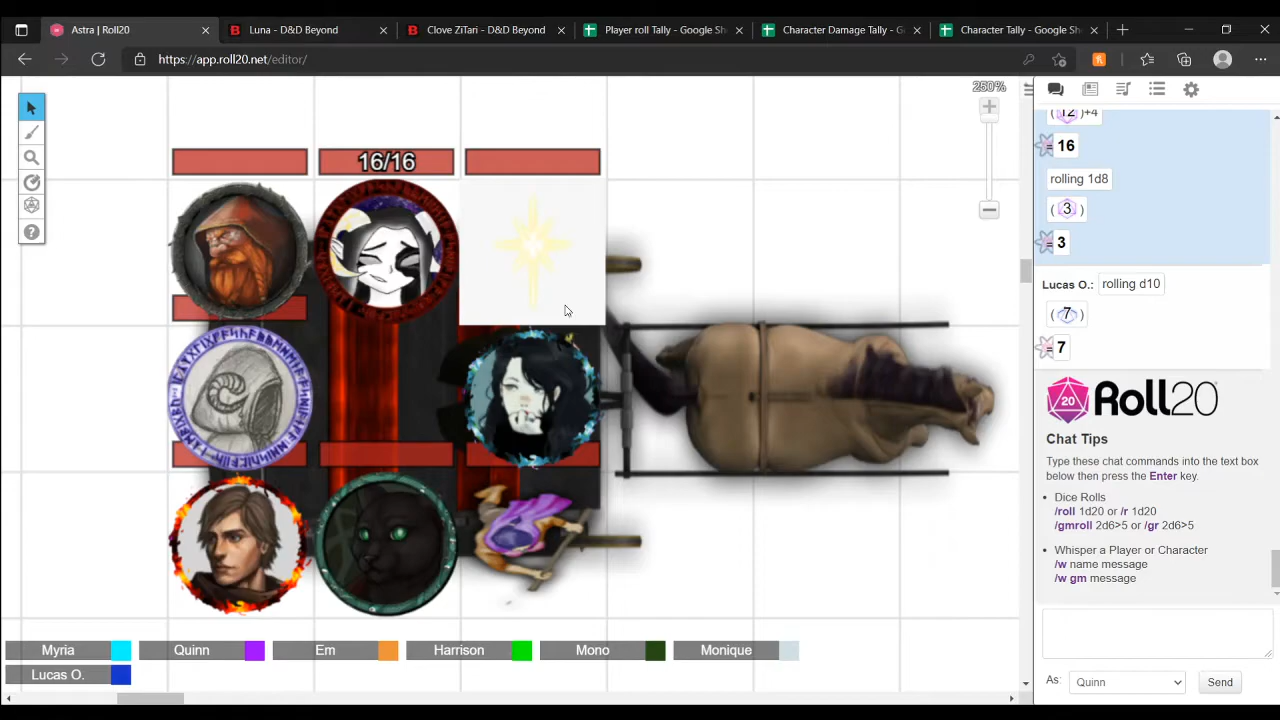 Astra | Roll20
Luna - D&D Beyond
Clove ZiTari - D&D Beyond
Player roll Tally - Google Sh
Character Damage Tally - G
Character Tally - Google Sh
https://app.roll20.net/editor/
250%
16/16
(12)+4
= 16
rolling 1d8
(3)
= 3
Lucas O.: rolling d10
(7)
= 7
20 Roll20
Chat Tips
Type these chat commands into the text box
below then press the Enter key.
Dice Rolls
/roll 1d20 or /r 1d20
/gmroll 2d6>5 or /gr 2d6>5
Whisper a Player or Character
/w name message
/w gm message
Myria
Quinn
Em
Harrison
Mono
Monique
Lucas O.
As: Quinn Send